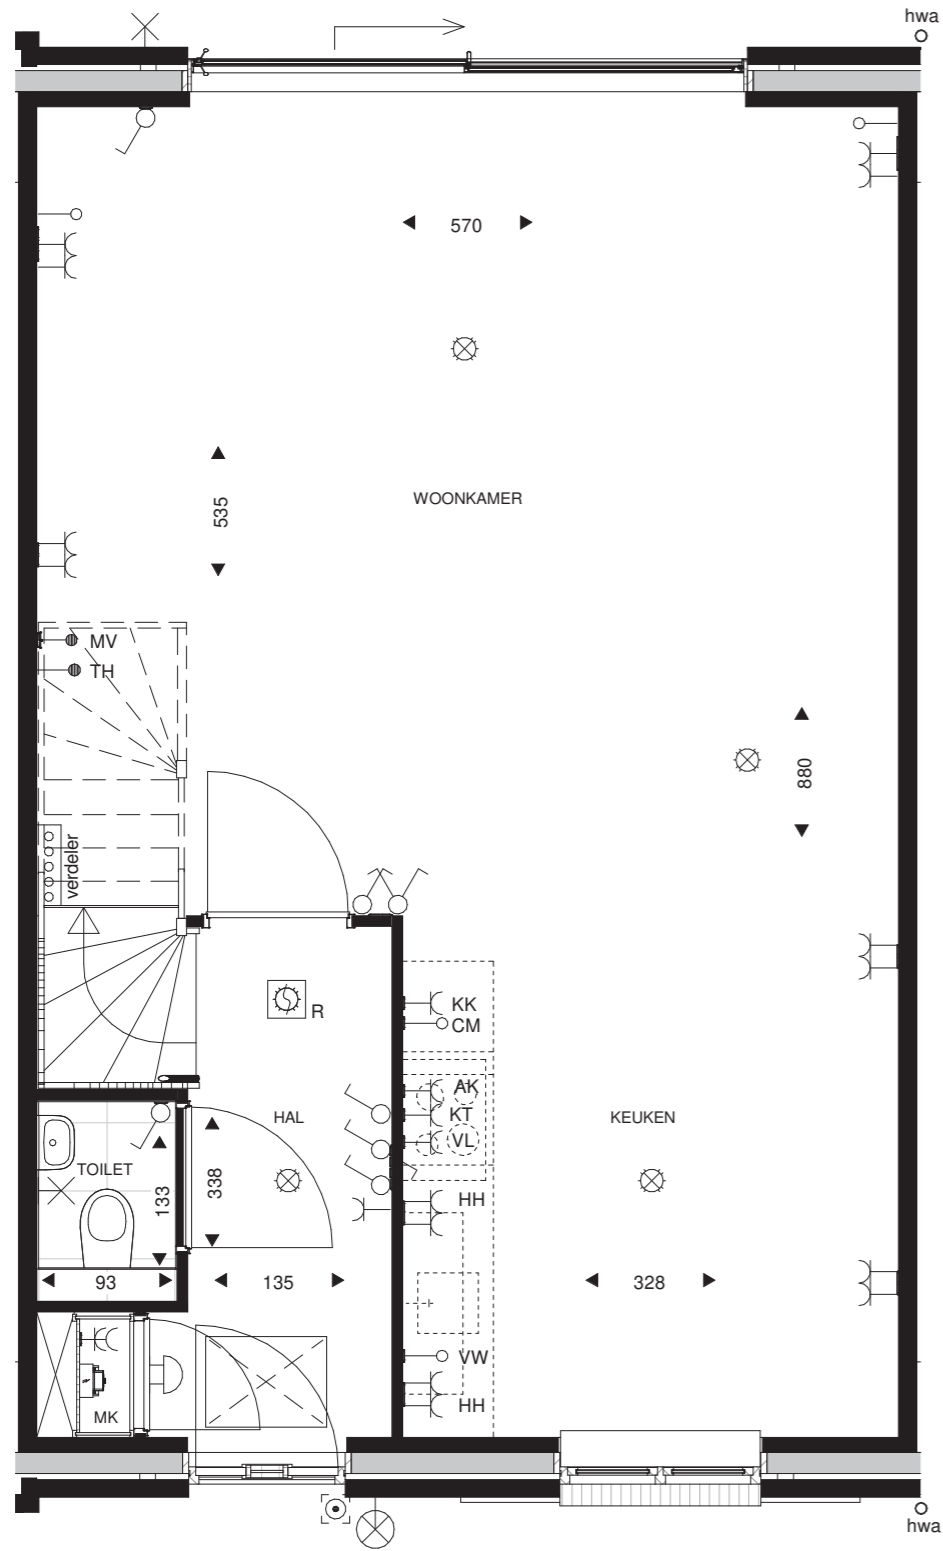 hwa
570
535
WOONKAMER
MV
TH
880
verdeler
R
KK
CM
AK
KT
VL
HAL
KEUKEN
TOILET
133
338
HH
93
135
328
VW
HH
MK
hwa